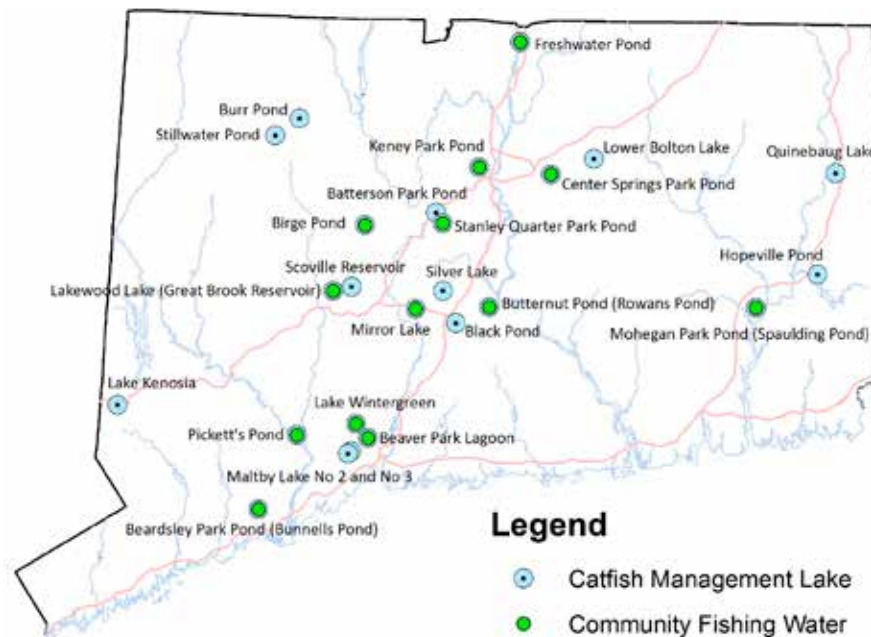 Freshwater Pond
Burr Pond
Stillwater Pond
Keney Park Pond
Lower Bolton Lake
Quinebaug Lake
Center Springs Park Pond
Batterson Park Pond
Birge Pond
Stanley Quarter Park Pond
Scoville Reservoir
Silver Lake
Hopeville Pond
Lakewood Lake (Great Brook Reservoir)
Butternut Pond (Rowans Pond)
Mirror Lake
Black Pond
Mohegan Park Pond (Spaulding Pond)
Lake Kenosia
Lake Wintergreen
Pickett's Pond
Beaver Park Lagoon
Maltby Lake No 2 and No 3
Beardsley Park Pond (Bunnells Pond)
Legend
Catfish Management Lake
Community Fishing Water